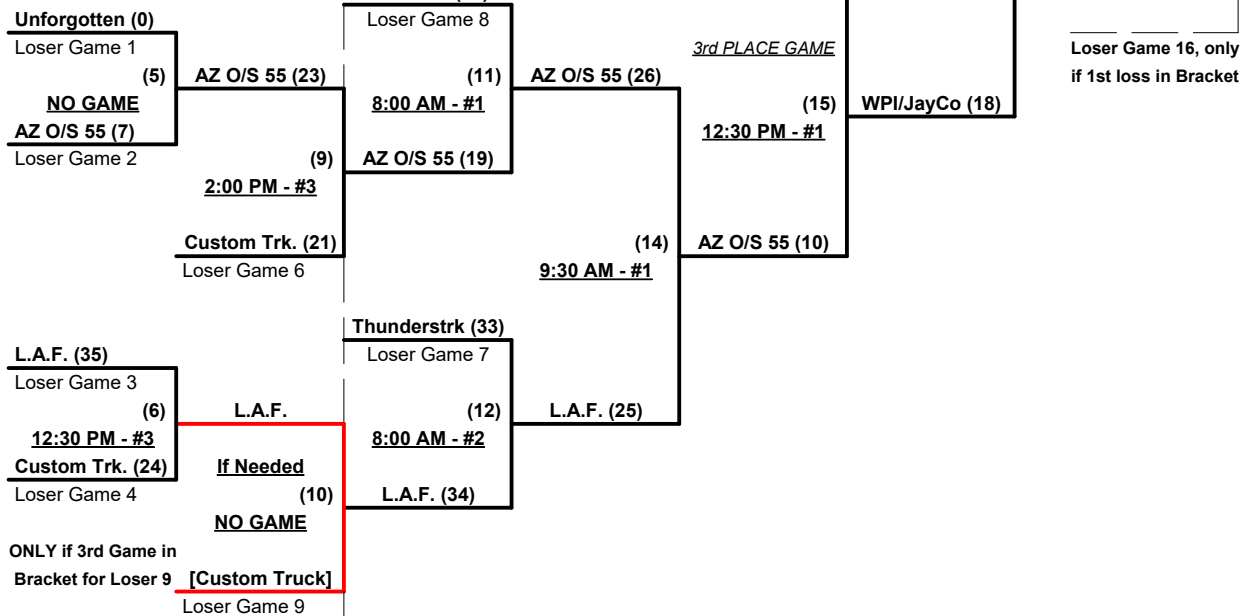 Unforgotten (0)
Loser Game 1
(5)
NO GAME
AZ O/S 55 (7)
Loser Game 2
AZ O/S 55 (23)
(9)
2:00 PM - #3
Custom Trk. (21)
Loser Game 6
Loser Game 8
(11)
8:00 AM - #1
AZ O/S 55 (19)
AZ O/S 55 (26)
3rd PLACE GAME
(15)
12:30 PM - #1
WPI/JayCo (18)
Loser Game 16, only
if 1st loss in Bracket
(14)
9:30 AM - #1
AZ O/S 55 (10)
Thunderstrk (33)
Loser Game 7
(12)
8:00 AM - #2
L.A.F. (34)
L.A.F. (25)
L.A.F. (35)
Loser Game 3
(6)
12:30 PM - #3
Custom Trk. (24)
Loser Game 4
L.A.F.
If Needed
(10)
NO GAME
ONLY if 3rd Game in
Bracket for Loser 9
[Custom Truck]
Loser Game 9